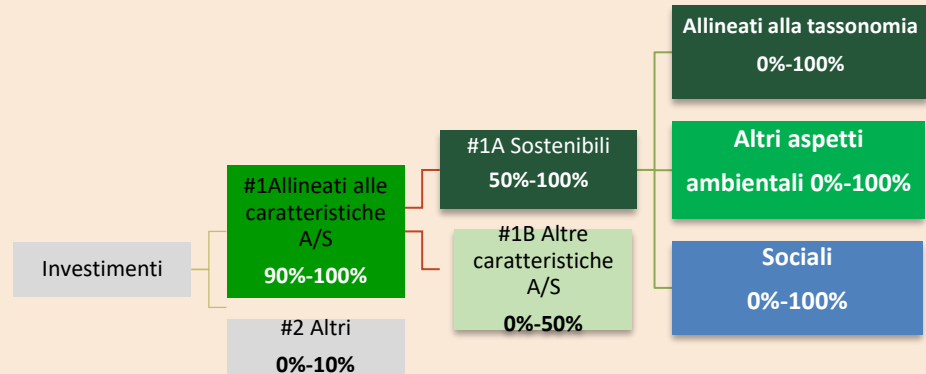 Investimenti
#1Allineati alle
caratteristiche
A/S
90%-100%
#2 Altri
0%-10%
#1A Sostenibili
50%-100%
#1B Altre
caratteristiche
A/S
0%-50%
Allineati alla tassonomia
0%-100%
Altri aspetti
ambientali 0%-100%
Sociali
0%-100%